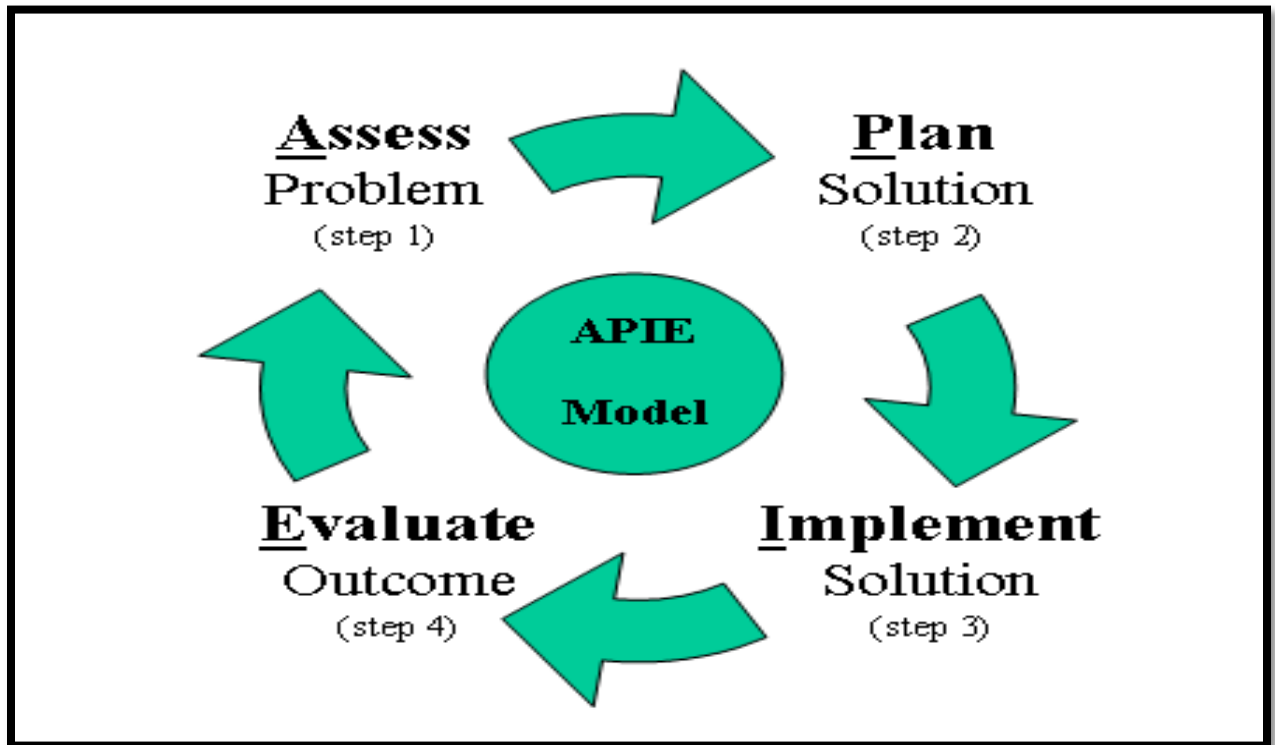 Assess
Problem
(step 1)
Plan
Solution
(step 2)
APIE
Model
Evaluate
Outcome
(step 4)
Implement
Solution
(step 3)